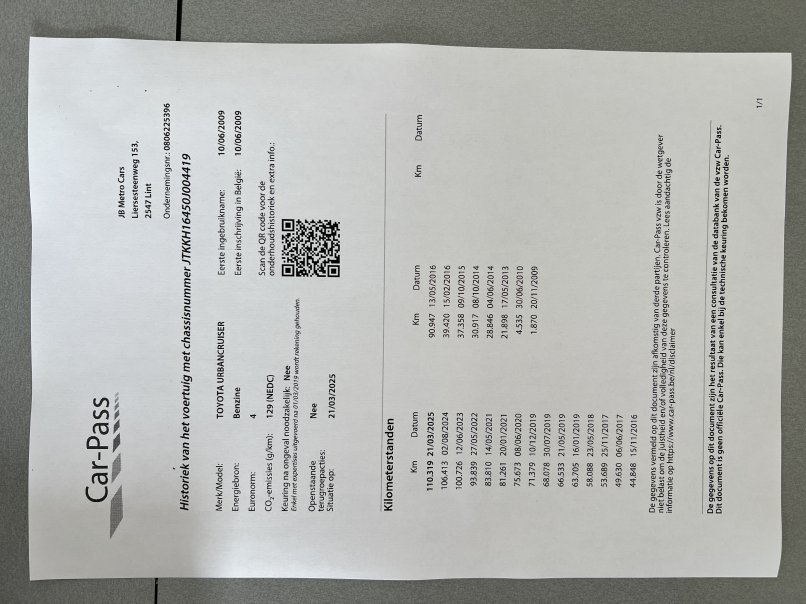 Car-Pass
JB Metro Cars
Liersesteenweg 153,
2547 Lint
Ondernemingsnr.: 0806225396
Historiek van het voertuig met chassisnummer JTKKH16450J004419
Merk/Model: TOYOTA URBANCRUISER
Energiebron: Benzine
Euronorm: 4
CO₂-emissies (g/km): 129 (NEDC)
Keuring na ongeval noodzakelijk: Nee
Enkel met expertises uitgevoerd na 01/03/2019 wordt rekening gehouden.
Openstaande
terugroepacties: Nee
Situatie op: 21/03/2025
Eerste ingebruikname: 10/06/2009
Eerste inschrijving in België: 10/06/2009
Scan de QR code voor de
onderhoudshistoriek en extra info.:
Kilometerstanden
Km Datum
110.319 21/03/2025
106.413 02/08/2024
100.726 12/06/2023
93.839 27/05/2022
83.810 14/05/2021
81.261 20/01/2021
75.673 08/06/2020
71.379 10/12/2019
68.078 30/07/2019
66.533 21/05/2019
63.705 16/01/2019
58.088 23/05/2018
53.689 25/11/2017
49.630 06/06/2017
44.848 15/11/2016
Km Datum
90.947 13/05/2016
39.420 15/02/2016
37.358 09/10/2015
30.917 08/10/2014
28.846 04/06/2014
21.898 17/05/2013
4.535 30/06/2010
1.870 20/11/2009
Km Datum
De gegevens vermeld op dit document zijn afkomstig van derde partijen. Car-Pass vzw is door de wetgever
niet belast om de juistheid en/of volledigheid van deze gegevens te controleren. Lees aandachtig de
informatie op https://www.car-pass.be/nl/disclaimer
De gegevens op dit document zijn het resultaat van een consultatie van de databank van de vzw Car-Pass.
Dit document is geen officiële Car-Pass. Die kan enkel bij de technische keuring bekomen worden.
1/1